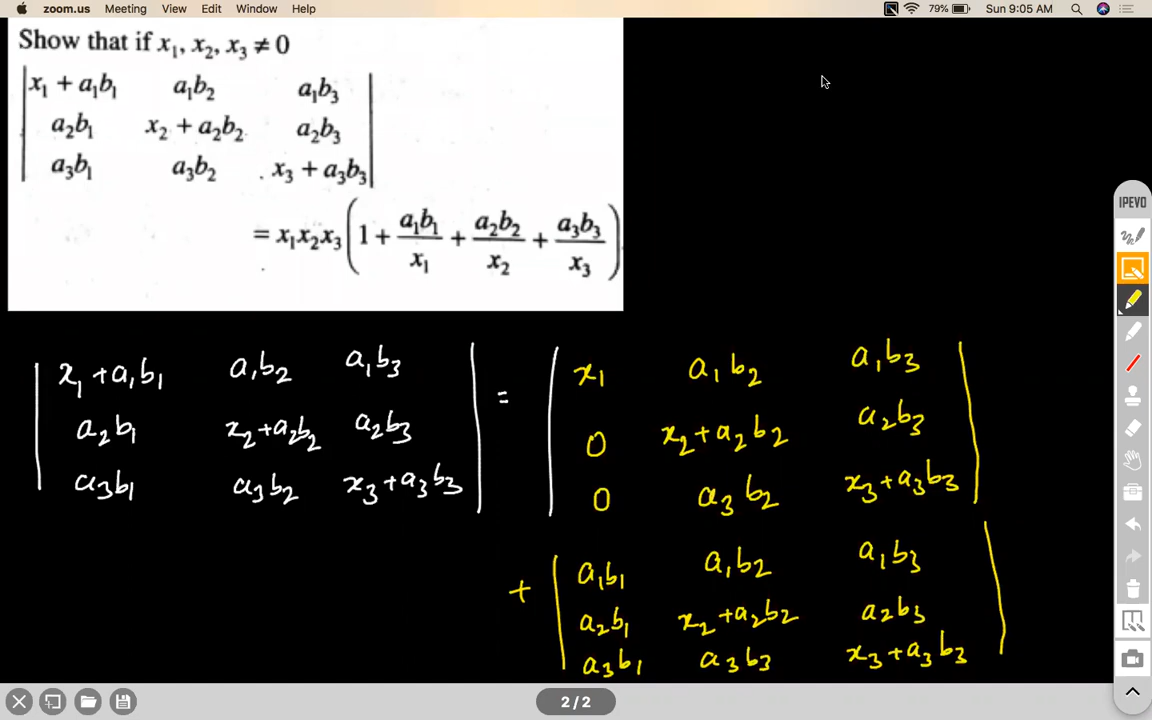 zoom.us Meeting View Edit Window Help 79% Sun 9:05 AM
Show that if x₁, x₂, x₃ ≠ 0
x₁ + a₁b₁ a₁b₂ a₁b₃
a₂b₁ x₂ + a₂b₂ a₂b₃
a₃b₁ a₃b₂ x₃ + a₃b₃
= x₁x₂x₃(1 + a₁b₁/x₁ + a₂b₂/x₂ + a₃b₃/x₃)
IPEVO
|x₁ + a₁b₁ a₁b₂ a₁b₃| = |x₁ a₁b₂ a₁b₃|
|a₂b₁ x₂+a₂b₂ a₂b₃| |0 x₂+a₂b₂ a₂b₃|
|a₃b₁ a₃b₂ x₃+a₃b₃| |0 a₃b₂ x₃+a₃b₃|
+ |a₁b₁ a₁b₂ a₁b₃|
|a₂b₁ x₂+a₂b₂ a₂b₃|
|a₃b₁ a₃b₃ x₃+a₃b₃|
2/2